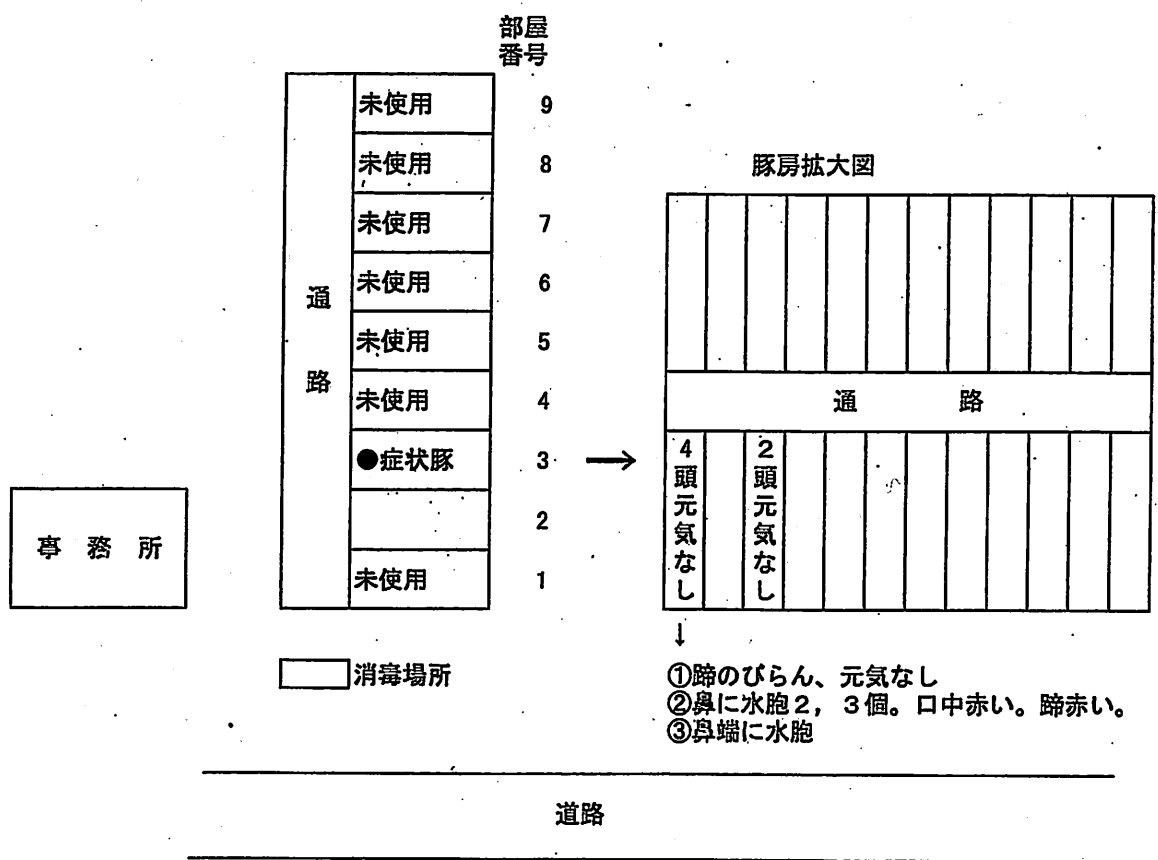 部屋
番号
未使用 9
未使用 8
未使用 7
未使用 6
未使用 5
未使用 4
●症状豚 3 →
2
未使用 1
通路
事務所
消毒場所
豚房拡大図
通路
4頭元気なし
2頭元気なし
↓
①蹄のびらん、元気なし
②鼻に水胞2，3個。口中赤い。蹄赤い。
③鼻端に水胞
道路